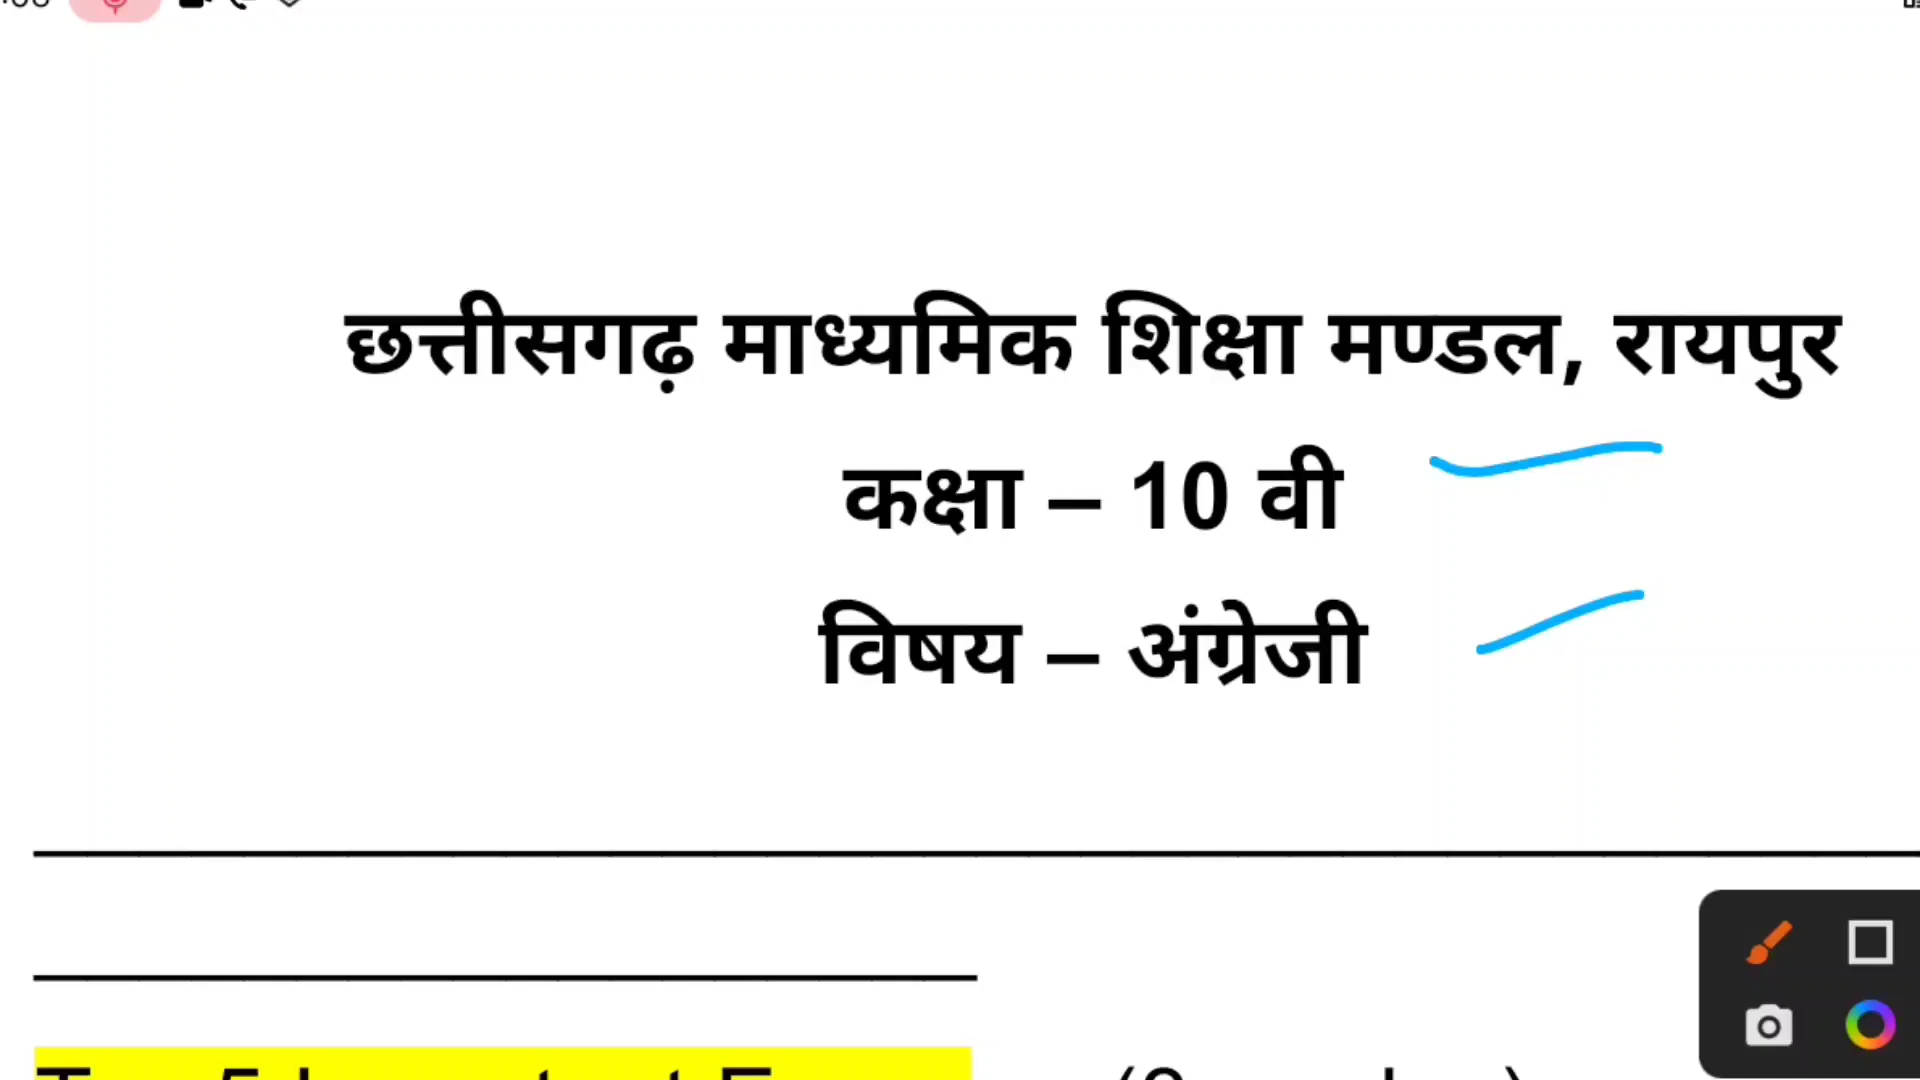 छत्तीसगढ़ माध्यमिक शिक्षा मण्डल, रायपुर
कक्षा – 10 वी
विषय – अंग्रेजी